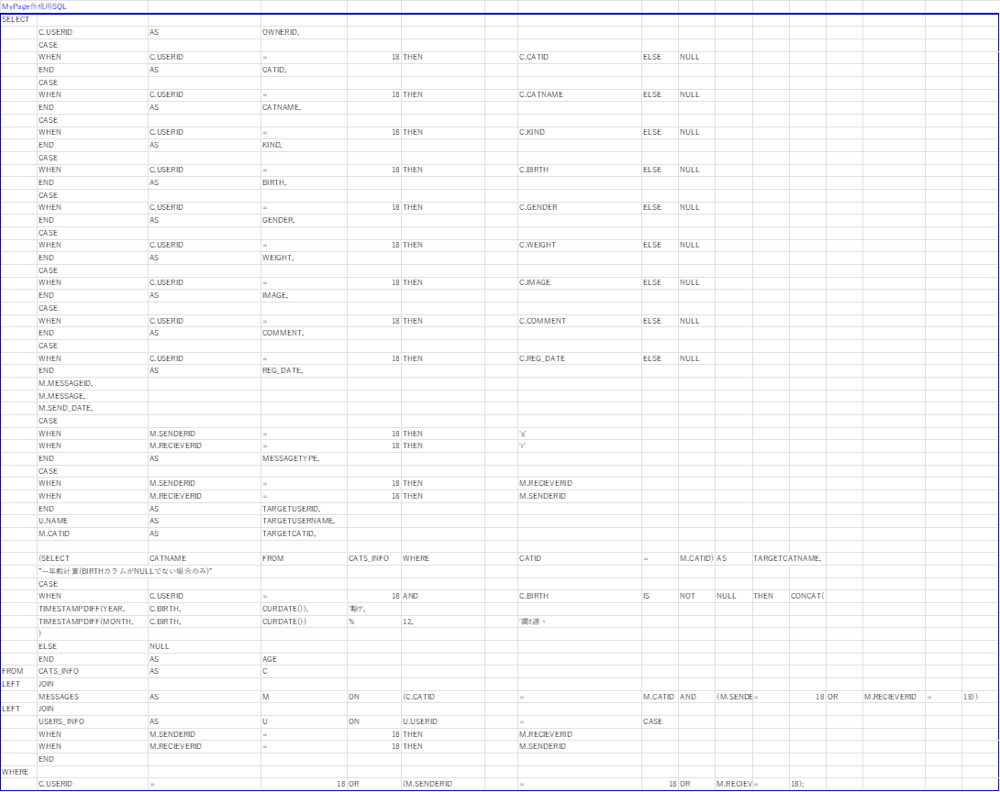 MyPage作成用SQL
SELECT
C.USERID AS OWNERID,
CASE
WHEN C.USERID = 18 THEN C.CATID ELSE NULL
END AS CATID,
CASE
WHEN C.USERID = 18 THEN C.CATNAME ELSE NULL
END AS CATNAME,
CASE
WHEN C.USERID = 18 THEN C.KIND ELSE NULL
END AS KIND,
CASE
WHEN C.USERID = 18 THEN C.BIRTH ELSE NULL
END AS BIRTH,
CASE
WHEN C.USERID = 18 THEN C.GENDER ELSE NULL
END AS GENDER,
CASE
WHEN C.USERID = 18 THEN C.WEIGHT ELSE NULL
END AS WEIGHT,
CASE
WHEN C.USERID = 18 THEN C.IMAGE ELSE NULL
END AS IMAGE,
CASE
WHEN C.USERID = 18 THEN C.COMMENT ELSE NULL
END AS COMMENT,
CASE
WHEN C.USERID = 18 THEN C.REG_DATE ELSE NULL
END AS REG_DATE,
M.MESSAGEID,
M.MESSAGE,
M.SEND_DATE,
CASE
WHEN M.SENDERID = 18 THEN 's'
WHEN M.RECIEVERID = 18 THEN 'r'
END AS MESSAGETYPE,
CASE
WHEN M.SENDERID = 18 THEN M.RECIEVERID
WHEN M.RECIEVERID = 18 THEN M.SENDERID
END AS TARGETUSERID,
U.NAME AS TARGETUSERNAME,
M.CATID AS TARGETCATID,
(SELECT CATNAME FROM CATS_INFO WHERE CATID = M.CATID) AS TARGETCATNAME,
"--年齢計算(BIRTHカラムがNULLでない場合のみ)"
CASE
WHEN C.USERID = 18 AND C.BIRTH IS NOT NULL THEN CONCAT(
TIMESTAMPDIFF(YEAR, C.BIRTH, CURDATE()),
TIMESTAMPDIFF(MONTH, C.BIRTH, CURDATE()) % 12,
)
ELSE NULL
END AS AGE
FROM CATS_INFO AS C
LEFT JOIN
MESSAGES AS M ON (C.CATID = M.CATID AND (M.SENDE = 18 OR M.RECIEVERID = 18))
LEFT JOIN
USERS_INFO AS U ON U.USERID = CASE
WHEN M.SENDERID = 18 THEN M.RECIEVERID
WHEN M.RECIEVERID = 18 THEN M.SENDERID
END
WHERE
C.USERID = 18 OR (M.SENDERID = 18 OR M.RECIEV = 18);